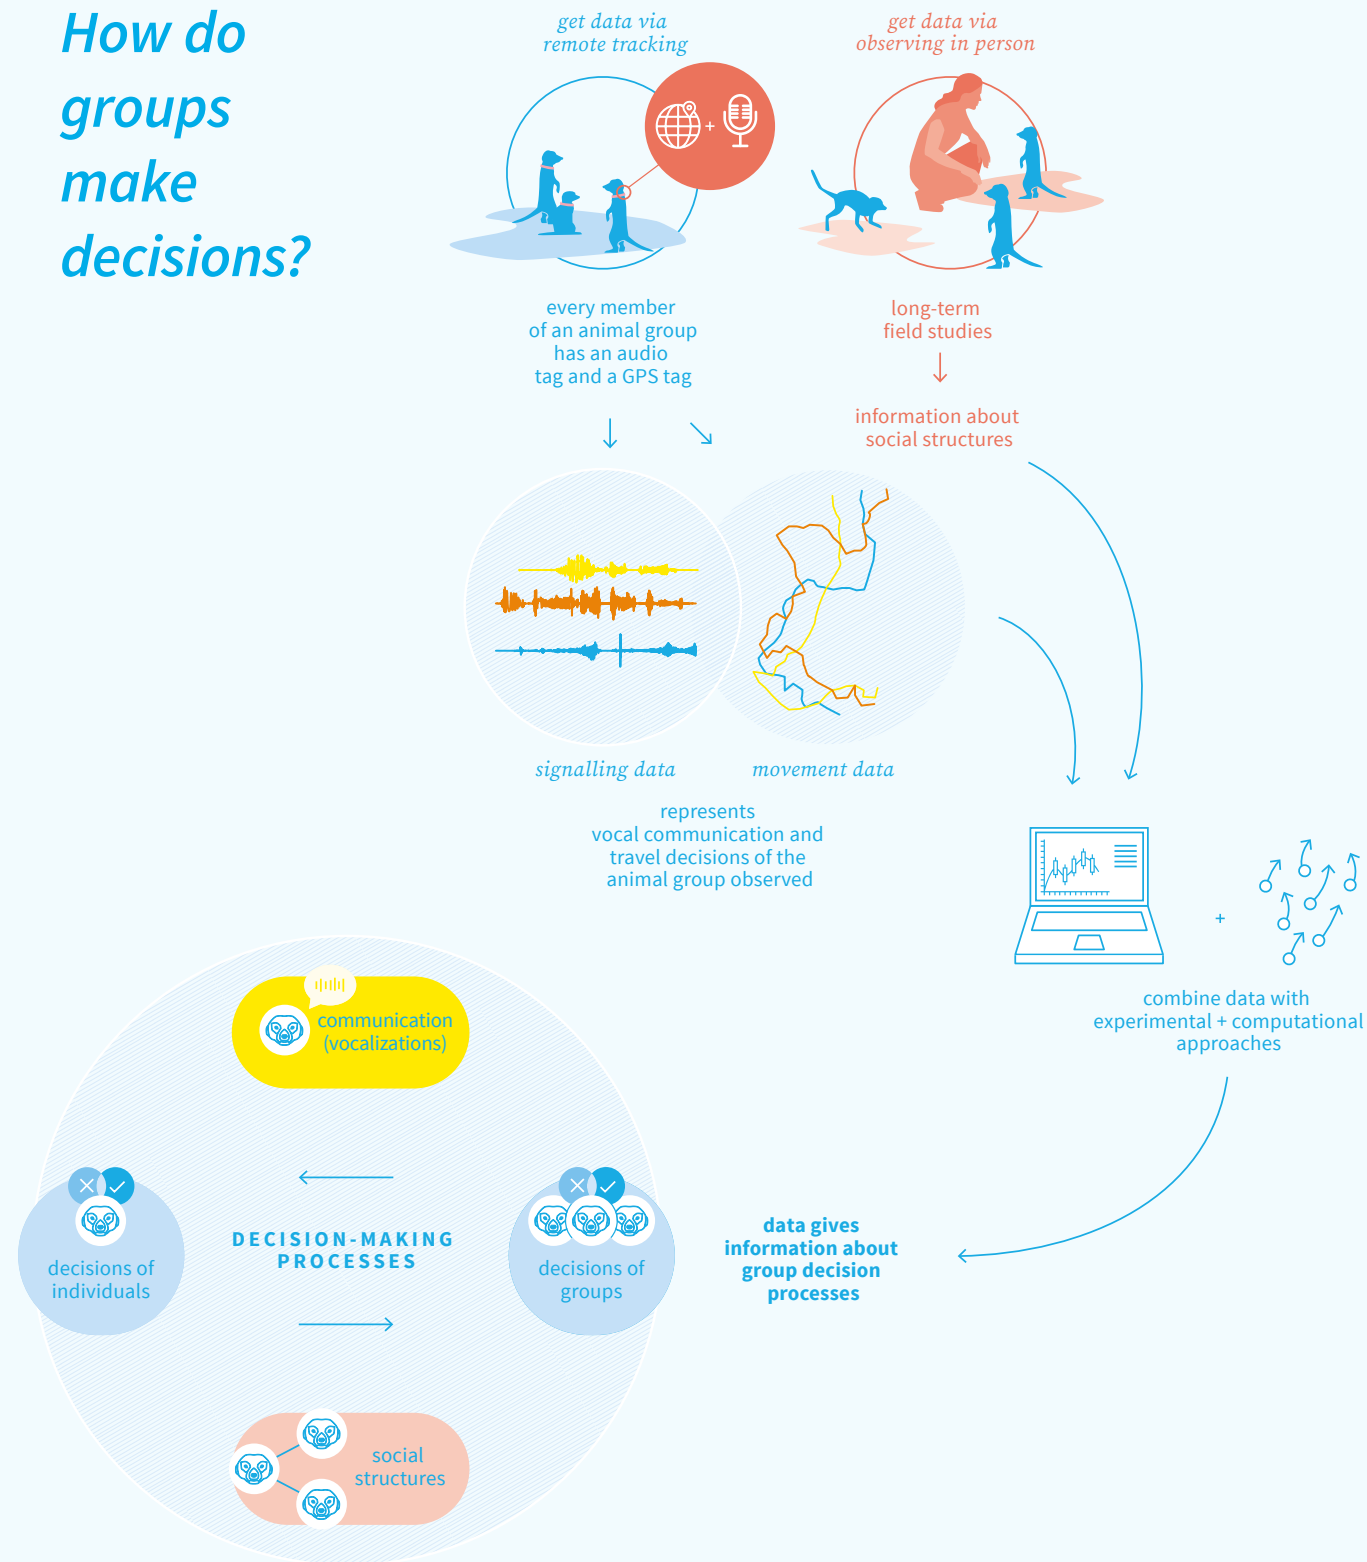 How do
groups
make
decisions?
get data via
remote tracking
get data via
observing in person
+
every member
of an animal group
has an audio
tag and a GPS tag
long-term
field studies
information about
social structures
signalling data
movement data
represents
vocal communication and
travel decisions of the
animal group observed
+
combine data with
experimental + computational
approaches
communication
(vocalizations)
DECISION-MAKING
PROCESSES
decisions of
individuals
decisions of
groups
data gives
information about
group decision
processes
social
structures